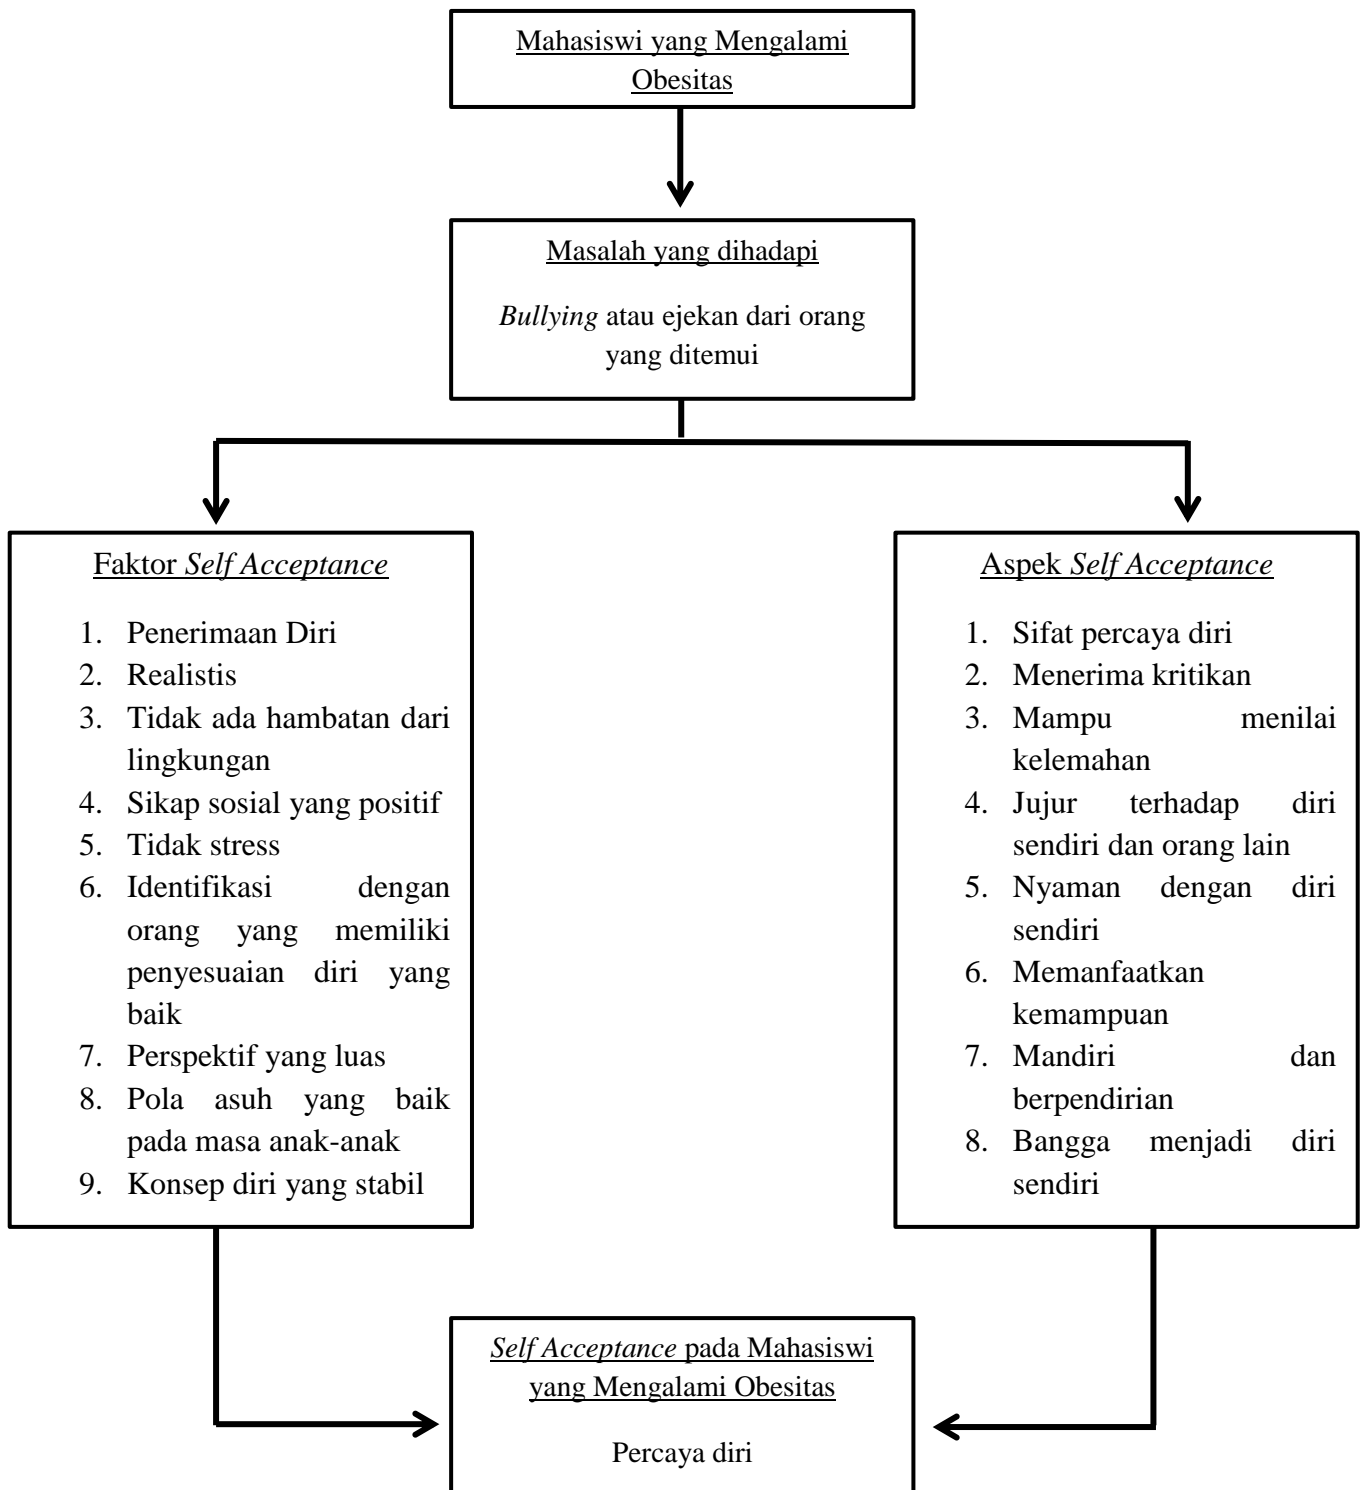 Mahasiswi yang Mengalami
Obesitas
Masalah yang dihadapi
Bullying atau ejekan dari orang
yang ditemui
Faktor Self Acceptance
1. Penerimaan Diri
2. Realistis
3. Tidak ada hambatan dari
lingkungan
4. Sikap sosial yang positif
5. Tidak stress
6. Identifikasi dengan
orang yang memiliki
penyesuaian diri yang
baik
7. Perspektif yang luas
8. Pola asuh yang baik
pada masa anak-anak
9. Konsep diri yang stabil
Aspek Self Acceptance
1. Sifat percaya diri
2. Menerima kritikan
3. Mampu menilai
kelemahan
4. Jujur terhadap diri
sendiri dan orang lain
5. Nyaman dengan diri
sendiri
6. Memanfaatkan
kemampuan
7. Mandiri dan
berpendirian
8. Bangga menjadi diri
sendiri
Self Acceptance pada Mahasiswi
yang Mengalami Obesitas
Percaya diri